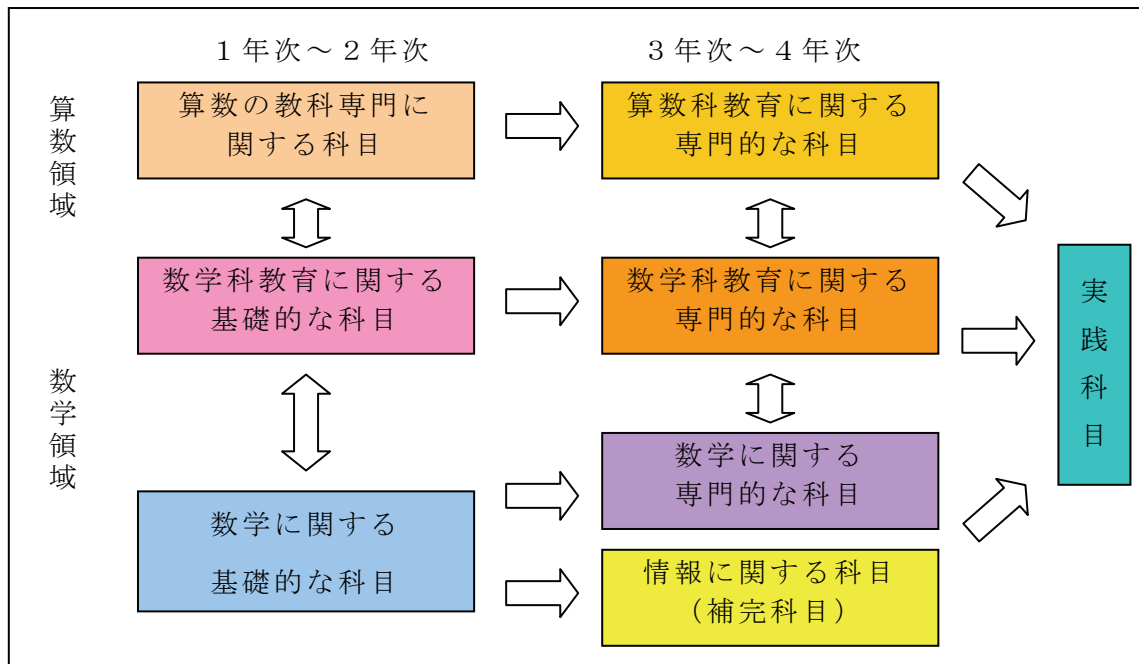 １年次～２年次
３年次～４年次
算数領域
算数の教科専門に
関する科目
算数科教育に関する
専門的な科目
数学科教育に関する
基礎的な科目
数学科教育に関する
専門的な科目
実践科目
数学領域
数学に関する
専門的な科目
数学に関する
基礎的な科目
情報に関する科目
（補完科目）